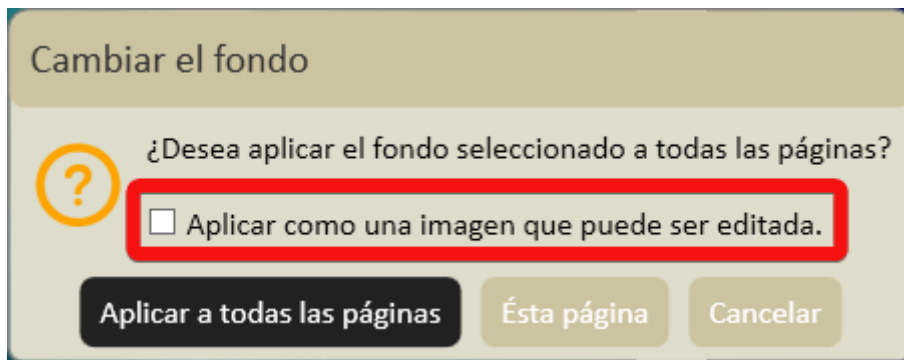 Cambiar el fondo
¿Desea aplicar el fondo seleccionado a todas las páginas?
Aplicar como una imagen que puede ser editada.
Aplicar a todas las páginas Ésta página Cancelar